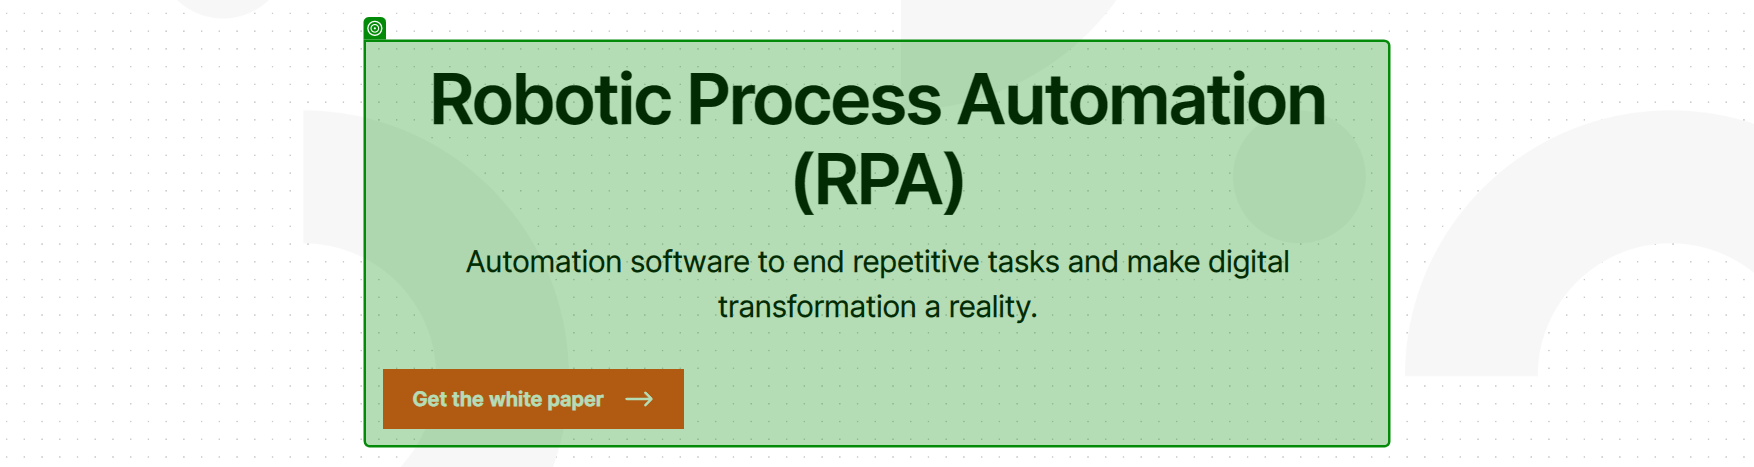 Robotic Process Automation
(RPA)
Automation software to end repetitive tasks and make digital
transformation a reality.
Get the white paper